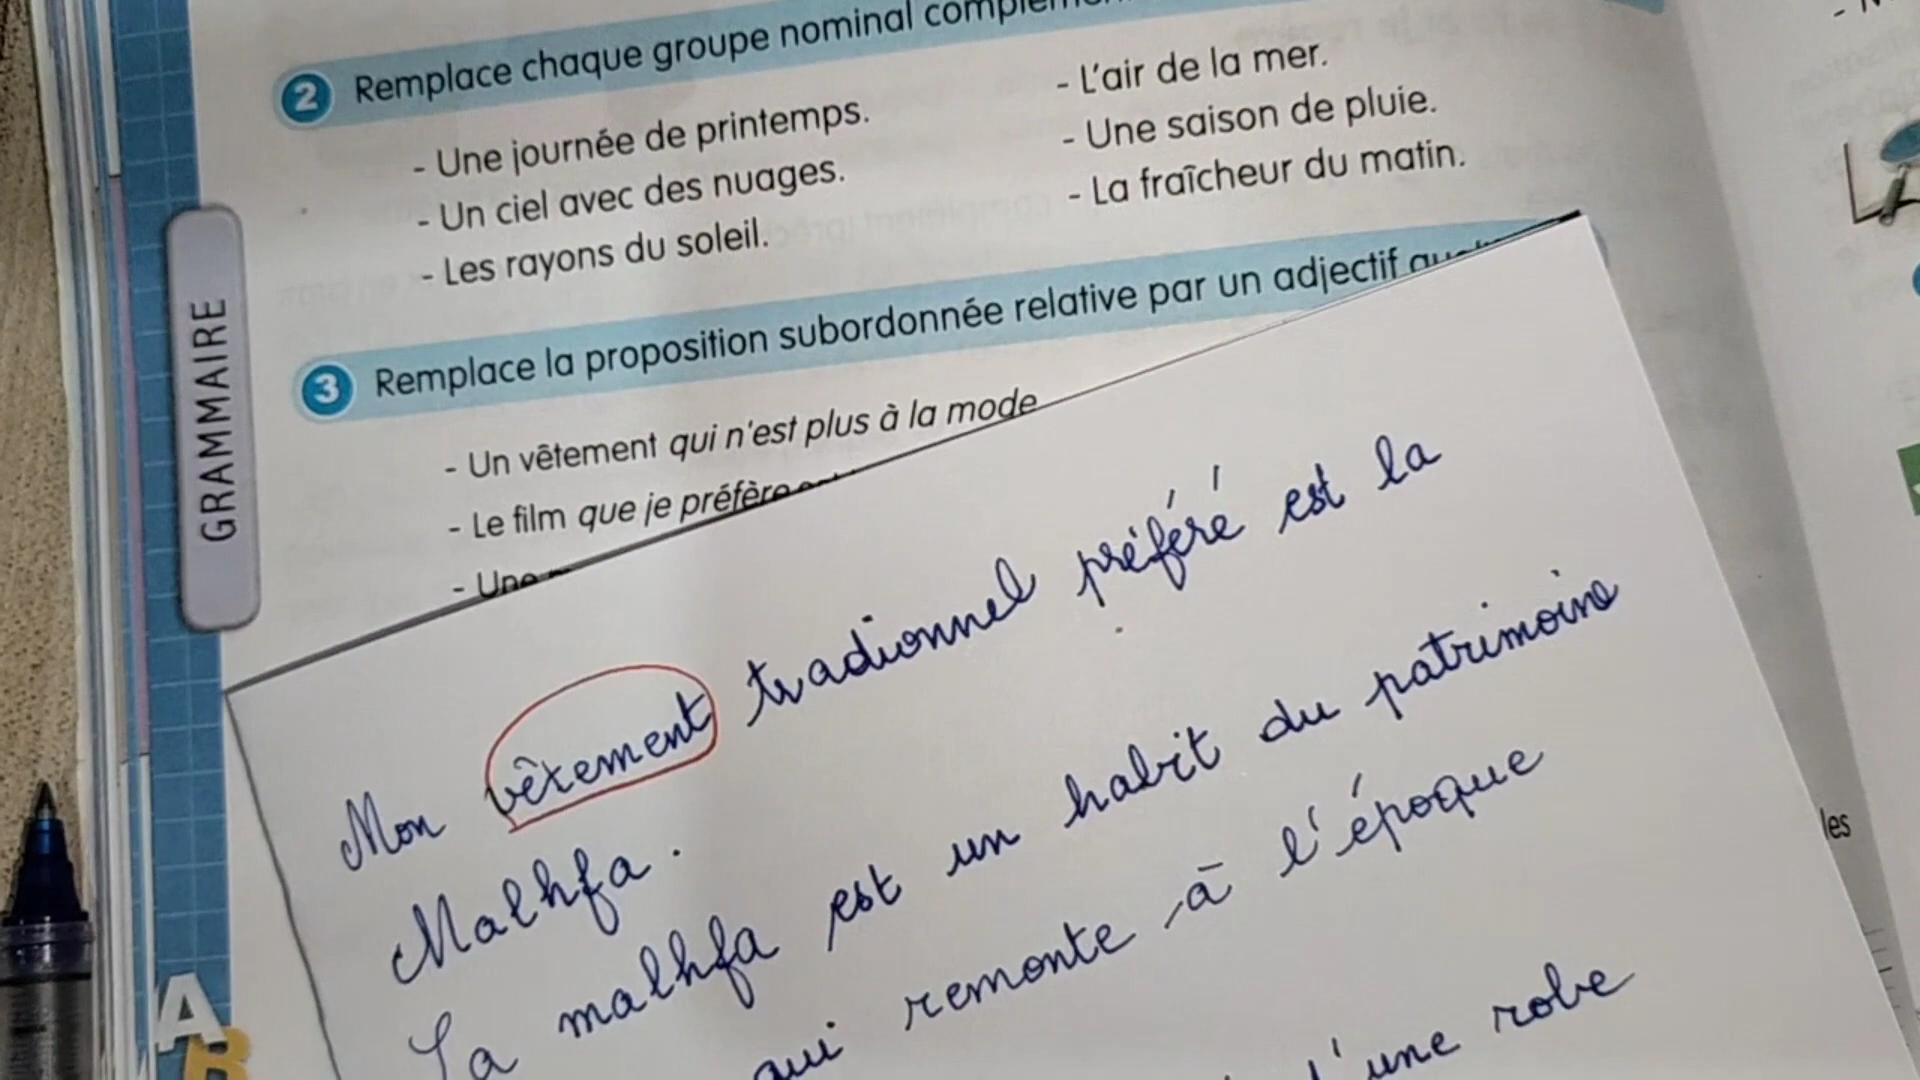 2 Remplace chaque groupe nominal
- Une journée de printemps.
- Un ciel avec des nuages.
- Les rayons du soleil.
- L'air de la mer.
- Une saison de pluie.
- La fraîcheur du matin.
3 Remplace la proposition subordonnée relative par un adjectif
- Un vêtement qui n'est plus à la mode
- Le film que je préfère
- Une
GRAMMAIRE
Mon vêtement tradionnel préféré est la
Malhfa.
La malhfa est un habit du patrimoine
qui remonte à l'époque
d'une robe
les
A
B